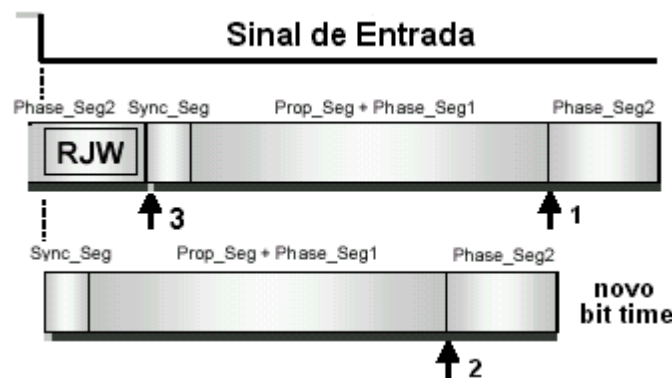 Sinal de Entrada
Phase_Seg2 Sync_Seg Prop_Seg + Phase_Seg1 Phase_Seg2
RJW
3 1
Sync_Seg Prop_Seg + Phase_Seg1 Phase_Seg2
novo
bit time
2